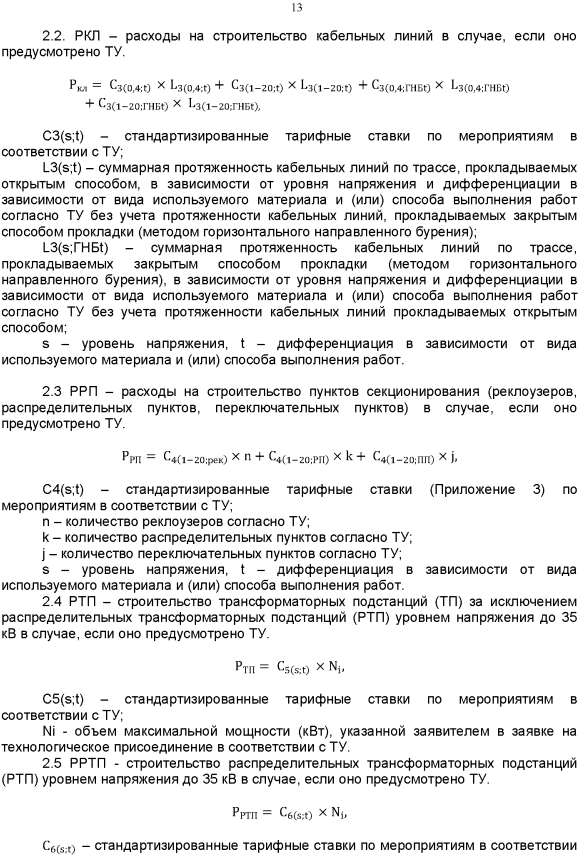 13
2.2. РКЛ – расходы на строительство кабельных линий в случае, если оно
предусмотрено ТУ.
Pкл = C3(0,4;t) × L3(0,4;t) + C3(1−20;t) × L3(1−20;t) + C3(0,4;ГНБt) × L3(0,4;ГНБt)
+ C3(1−20;ГНБt) × L3(1−20;ГНБt),
С3(s;t) – стандартизированные тарифные ставки по мероприятиям в
соответствии с ТУ;
L3(s;t) – суммарная протяженность кабельных линий по трассе, прокладываемых
открытым способом, в зависимости от уровня напряжения и дифференциации в
зависимости от вида используемого материала и (или) способа выполнения работ
согласно ТУ без учета протяженности кабельных линий, прокладываемых закрытым
способом прокладки (методом горизонтального направленного бурения);
L3(s;ГНБt) – суммарная протяженность кабельных линий по трассе,
прокладываемых закрытым способом прокладки (методом горизонтального
направленного бурения), в зависимости от уровня напряжения и дифференциации в
зависимости от вида используемого материала и (или) способа выполнения работ
согласно ТУ без учета протяженности кабельных линий прокладываемых открытым
способом;
s – уровень напряжения, t – дифференциация в зависимости от вида
используемого материала и (или) способа выполнения работ.
2.3 РРП – расходы на строительство пунктов секционирования (реклоузеров,
распределительных пунктов, переключательных пунктов) в случае, если оно
предусмотрено ТУ.
PРП = C4(1−20;рек) × n + C4(1−20;РП) × k + C4(1−20;ПП) × j,
С4(s;t) – стандартизированные тарифные ставки (Приложение 3) по
мероприятиям в соответствии с ТУ;
n – количество реклоузеров согласно ТУ;
k – количество распределительных пунктов согласно ТУ;
j – количество переключательных пунктов согласно ТУ;
s – уровень напряжения, t – дифференциация в зависимости от вида
используемого материала и (или) способа выполнения работ.
2.4 РТП – строительство трансформаторных подстанций (ТП) за исключением
распределительных трансформаторных подстанций (РТП) уровнем напряжения до 35
кВ в случае, если оно предусмотрено ТУ.
PТП = C5(s;t) × Ni,
С5(s;t) – стандартизированные тарифные ставки по мероприятиям в
соответствии с ТУ;
Ni - объем максимальной мощности (кВт), указанной заявителем в заявке на
технологическое присоединение в соответствии с ТУ.
2.5 РРТП - строительство распределительных трансформаторных подстанций
(РТП) уровнем напряжения до 35 кВ в случае, если оно предусмотрено ТУ.
PРТП = C6(s;t) × Ni,
C6(s;t) – стандартизированные тарифные ставки по мероприятиям в соответствии